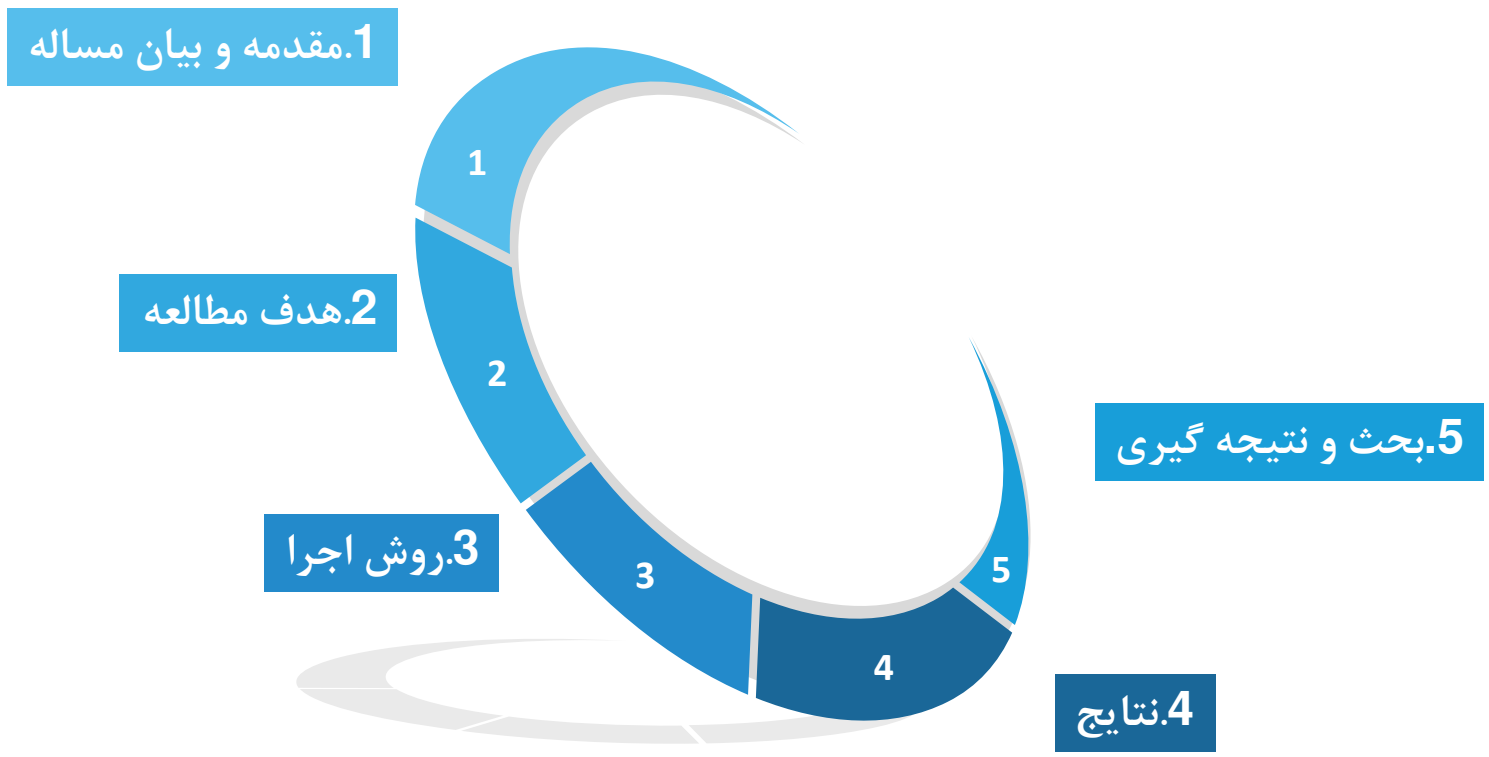 1.مقدمه و بیان مساله
1
2.هدف مطالعه
2
3.روش اجرا
3
4.نتایج
4
5.بحث و نتیجه گیری
5